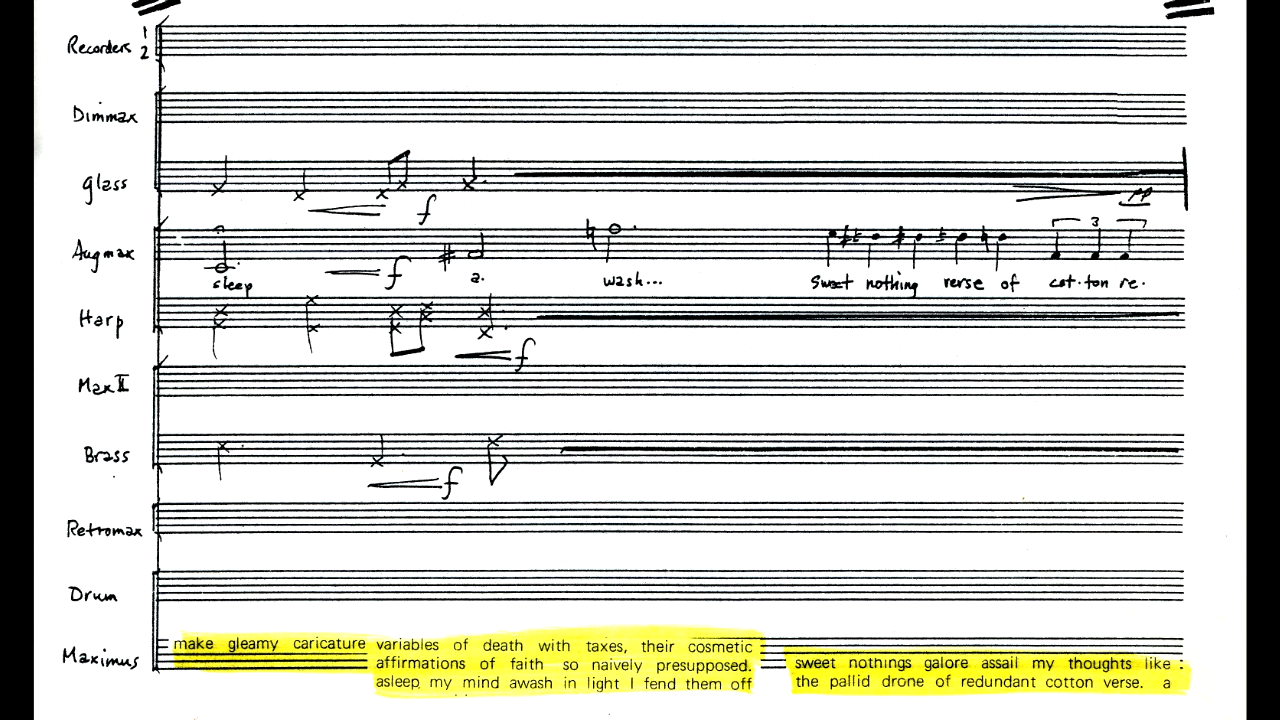 Recorders 1
2
Dimmax
glass
f
pp
Augmax
f
3
sleep a. wash... Sweet nothing verse of cot.ton re.
Harp
f
Max II
Brass
f
Retromax
Drum
Maximus
make gleamy caricature variables of death with taxes, their cosmetic
affirmations of faith so naively presupposed.
asleep my mind awash in light I fend them off
sweet nothings galore assail my thoughts like :
the pallid drone of redundant cotton verse. a